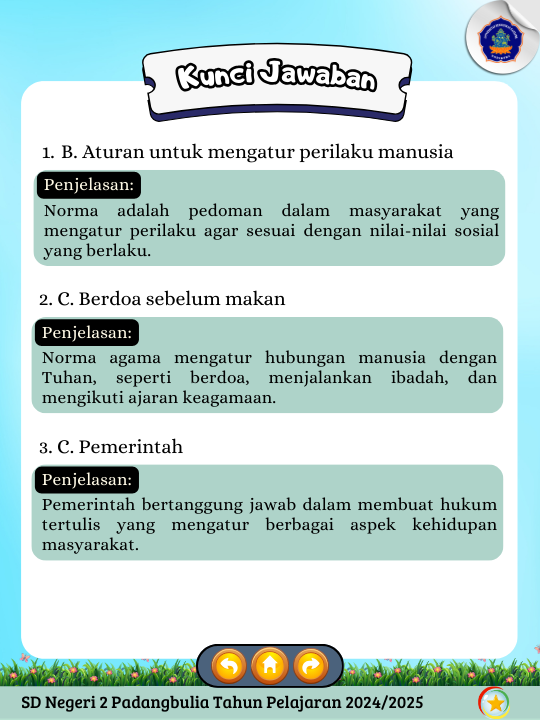 Kunci Jawaban
1. B. Aturan untuk mengatur perilaku manusia
Penjelasan:
Norma adalah pedoman dalam masyarakat yang
mengatur perilaku agar sesuai dengan nilai-nilai sosial
yang berlaku.
2. C. Berdoa sebelum makan
Penjelasan:
Norma agama mengatur hubungan manusia dengan
Tuhan, seperti berdoa, menjalankan ibadah, dan
mengikuti ajaran keagamaan.
3. C. Pemerintah
Penjelasan:
Pemerintah bertanggung jawab dalam membuat hukum
tertulis yang mengatur berbagai aspek kehidupan
masyarakat.
SD Negeri 2 Padangbulia Tahun Pelajaran 2024/2025